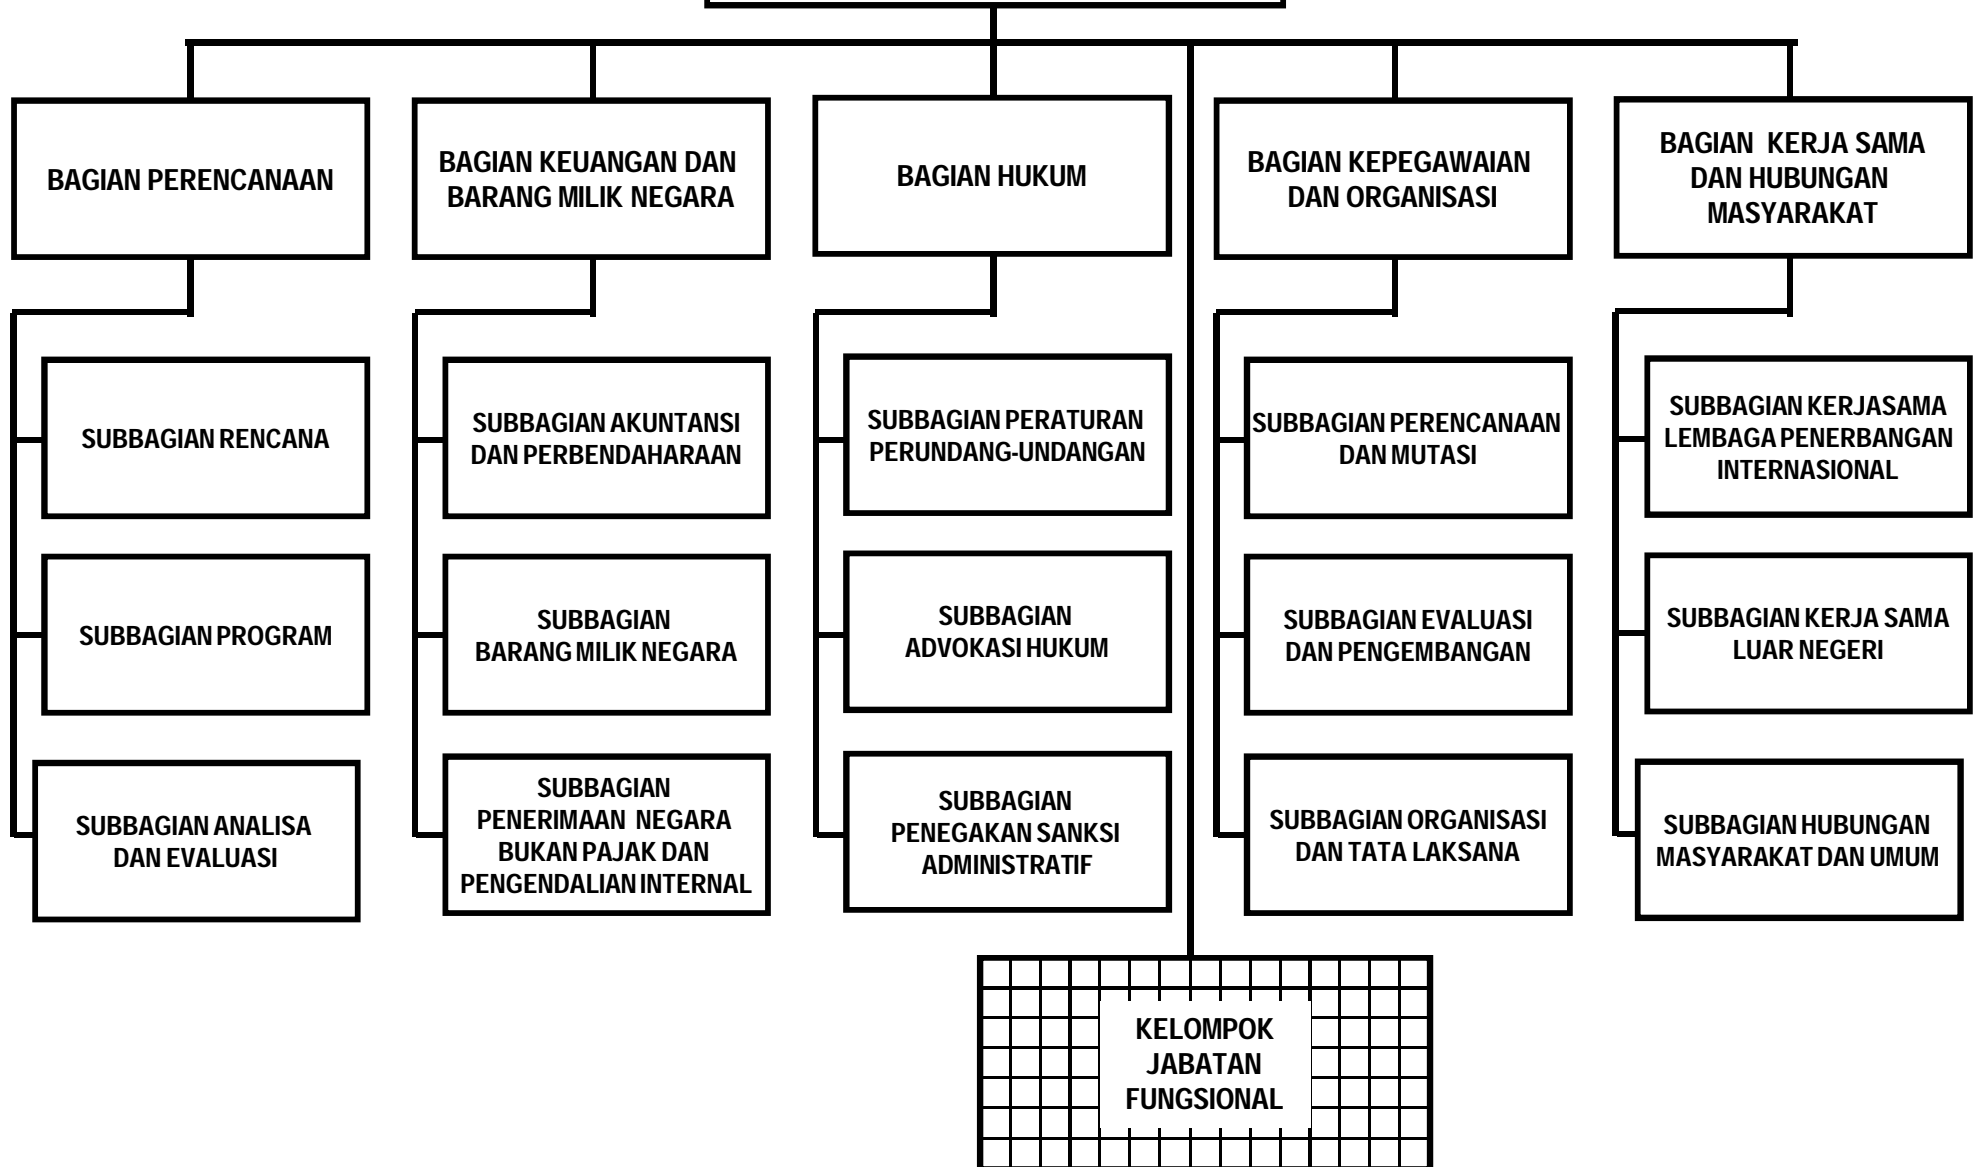 BAGIAN PERENCANAAN
BAGIAN KEUANGAN DAN
BARANG MILIK NEGARA
BAGIAN HUKUM
BAGIAN KEPEGAWAIAN
DAN ORGANISASI
BAGIAN KERJA SAMA
DAN HUBUNGAN
MASYARAKAT
SUBBAGIAN RENCANA
SUBBAGIAN AKUNTANSI
DAN PERBENDAHARAAN
SUBBAGIAN PERATURAN
PERUNDANG-UNDANGAN
SUBBAGIAN PERENCANAAN
DAN MUTASI
SUBBAGIAN KERJASAMA
LEMBAGA PENERBANGAN
INTERNASIONAL
SUBBAGIAN PROGRAM
SUBBAGIAN
BARANG MILIK NEGARA
SUBBAGIAN
ADVOKASI HUKUM
SUBBAGIAN EVALUASI
DAN PENGEMBANGAN
SUBBAGIAN KERJA SAMA
LUAR NEGERI
SUBBAGIAN ANALISA
DAN EVALUASI
SUBBAGIAN
PENERIMAAN NEGARA
BUKAN PAJAK DAN
PENGENDALIAN INTERNAL
SUBBAGIAN
PENEGAKAN SANKSI
ADMINISTRATIF
SUBBAGIAN ORGANISASI
DAN TATA LAKSANA
SUBBAGIAN HUBUNGAN
MASYARAKAT DAN UMUM
KELOMPOK
JABATAN
FUNGSIONAL